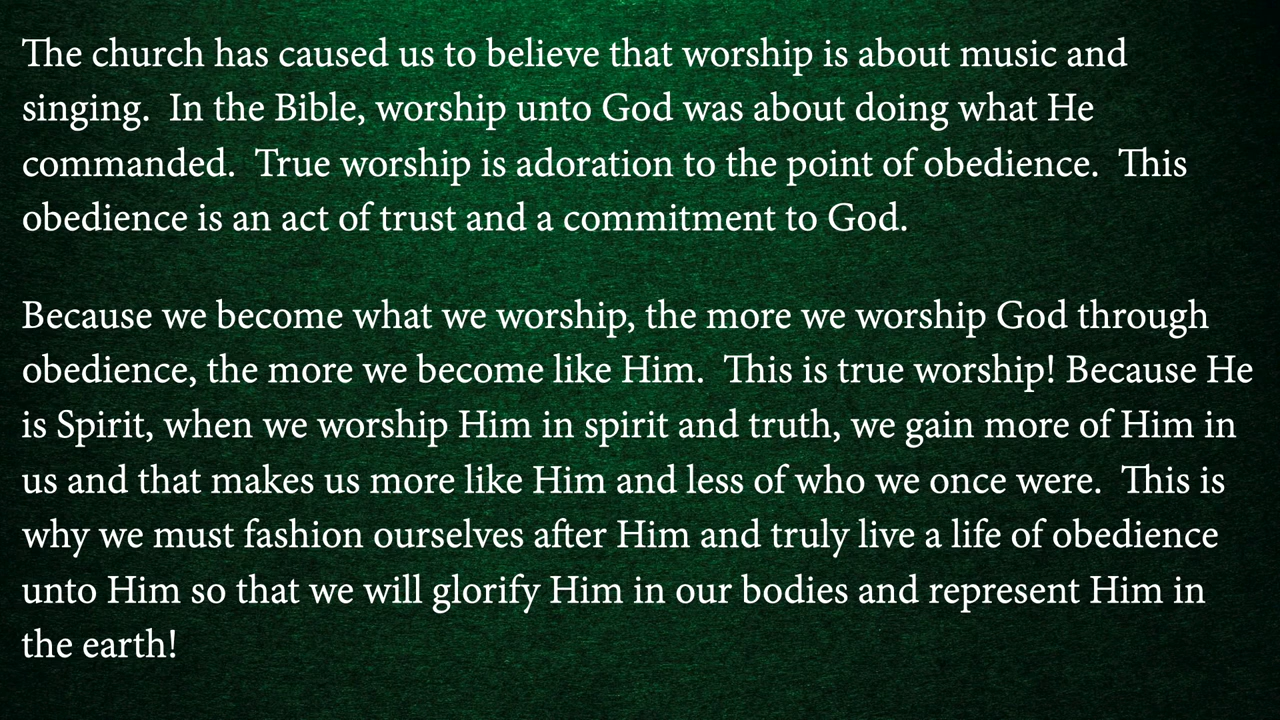 The church has caused us to believe that worship is about music and
singing.  In the Bible, worship unto God was about doing what He
commanded.  True worship is adoration to the point of obedience.  This
obedience is an act of trust and a commitment to God.
Because we become what we worship, the more we worship God through
obedience, the more we become like Him.  This is true worship! Because He
is Spirit, when we worship Him in spirit and truth, we gain more of Him in
us and that makes us more like Him and less of who we once were.  This is
why we must fashion ourselves after Him and truly live a life of obedience
unto Him so that we will glorify Him in our bodies and represent Him in
the earth!